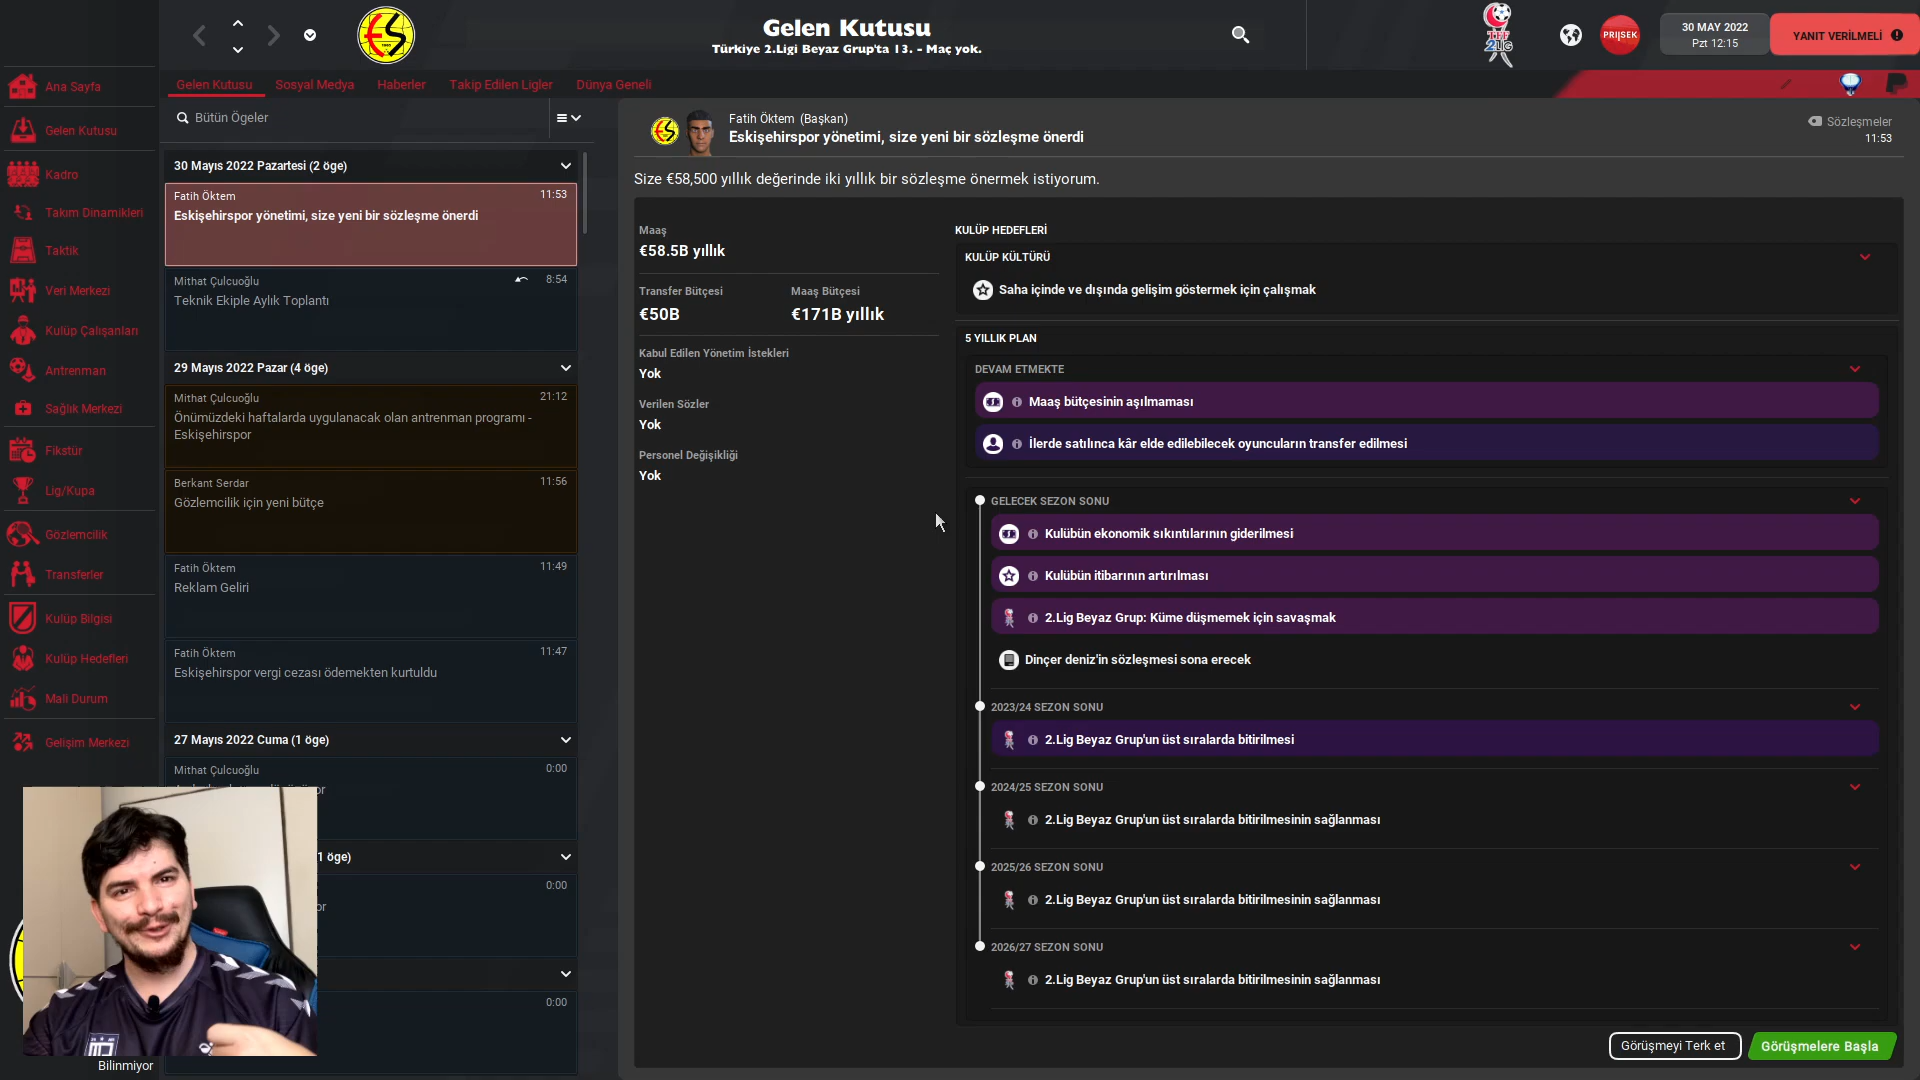 Gelen Kutusu
Türkiye 2.Ligi Beyaz Grup'ta 13. - Maç yok.
TFF
2.LİG
PRİJSEK
30 MAY 2022
Pzt 12:15
YANIT VERİLMELİ
Gelen Kutusu
Sosyal Medya
Haberler
Takip Edilen Ligler
Dünya Geneli
Ana Sayfa
Gelen Kutusu
Kadro
Takım Dinamikleri
Taktik
Veri Merkezi
Kulüp Çalışanları
Antrenman
Sağlık Merkezi
Fikstür
Lig/Kupa
Gözlemcilik
Transferler
Kulüp Bilgisi
Kulüp Hedefleri
Mali Durum
Gelişim Merkezi
Bilinmiyor
Bütün Ögeler
30 Mayıs 2022 Pazartesi (2 öge)
Fatih Öktem 11:53
Eskişehirspor yönetimi, size yeni bir sözleşme önerdi
Mithat Çulcuoğlu 8:54
Teknik Ekiple Aylık Toplantı
29 Mayıs 2022 Pazar (4 öge)
Mithat Çulcuoğlu 21:12
Önümüzdeki haftalarda uygulanacak olan antrenman programı -
Eskişehirspor
Berkant Serdar 11:56
Gözlemcilik için yeni bütçe
Fatih Öktem 11:49
Reklam Geliri
Fatih Öktem 11:47
Eskişehirspor vergi cezası ödemekten kurtuldu
27 Mayıs 2022 Cuma (1 öge)
Mithat Çulcuoğlu 0:00
1 öge)
0:00
0:00
Fatih Öktem (Başkan)
Eskişehirspor yönetimi, size yeni bir sözleşme önerdi
Sözleşmeler
11:53
Size €58,500 yıllık değerinde iki yıllık bir sözleşme önermek istiyorum.
Maaş
€58.5B yıllık
Transfer Bütçesi
€50B
Maaş Bütçesi
€171B yıllık
Kabul Edilen Yönetim İstekleri
Yok
Verilen Sözler
Yok
Personel Değişikliği
Yok
KULÜP HEDEFLERİ
KULÜP KÜLTÜRÜ
Saha içinde ve dışında gelişim göstermek için çalışmak
5 YILLIK PLAN
DEVAM ETMEKTE
Maaş bütçesinin aşılmaması
İlerde satılınca kâr elde edilebilecek oyuncuların transfer edilmesi
GELECEK SEZON SONU
Kulübün ekonomik sıkıntılarının giderilmesi
Kulübün itibarının artırılması
2.Lig Beyaz Grup: Küme düşmemek için savaşmak
Dinçer deniz'in sözleşmesi sona erecek
2023/24 SEZON SONU
2.Lig Beyaz Grup'un üst sıralarda bitirilmesi
2024/25 SEZON SONU
2.Lig Beyaz Grup'un üst sıralarda bitirilmesinin sağlanması
2025/26 SEZON SONU
2.Lig Beyaz Grup'un üst sıralarda bitirilmesinin sağlanması
2026/27 SEZON SONU
2.Lig Beyaz Grup'un üst sıralarda bitirilmesinin sağlanması
Görüşmeyi Terk et
Görüşmelere Başla